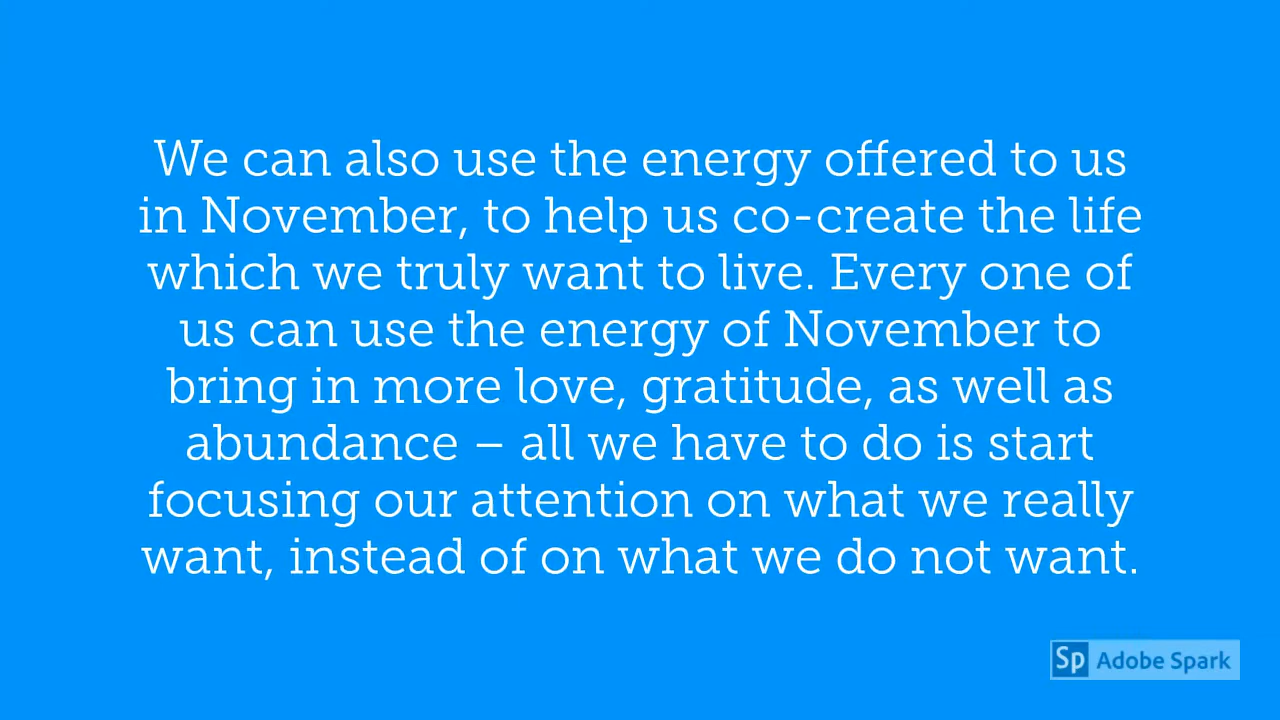 We can also use the energy offered to us
in November, to help us co-create the life
which we truly want to live. Every one of
us can use the energy of November to
bring in more love, gratitude, as well as
abundance – all we have to do is start
focusing our attention on what we really
want, instead of on what we do not want.
Sp Adobe Spark